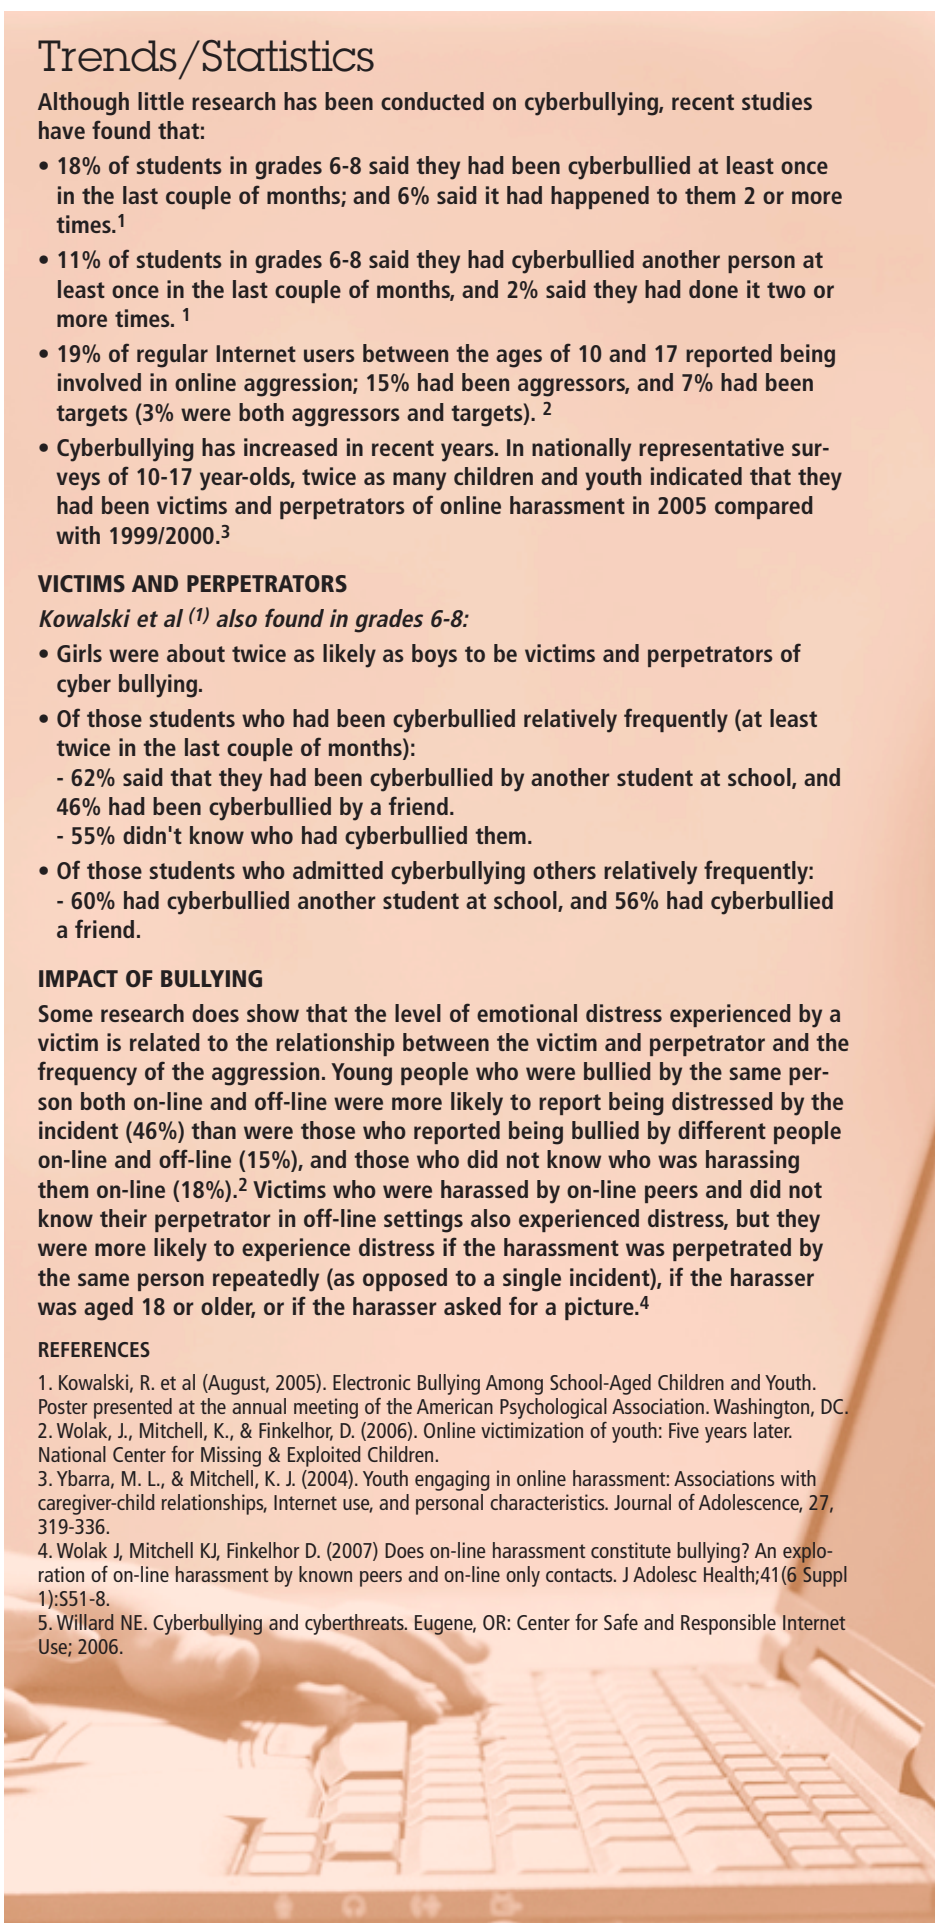 Trends/Statistics
Although little research has been conducted on cyberbullying, recent studies
have found that:
• 18% of students in grades 6-8 said they had been cyberbullied at least once
in the last couple of months; and 6% said it had happened to them 2 or more
times.1
• 11% of students in grades 6-8 said they had cyberbullied another person at
least once in the last couple of months, and 2% said they had done it two or
more times. 1
• 19% of regular Internet users between the ages of 10 and 17 reported being
involved in online aggression; 15% had been aggressors, and 7% had been
targets (3% were both aggressors and targets). 2
• Cyberbullying has increased in recent years. In nationally representative sur-
veys of 10-17 year-olds, twice as many children and youth indicated that they
had been victims and perpetrators of online harassment in 2005 compared
with 1999/2000.3
VICTIMS AND PERPETRATORS
Kowalski et al (1) also found in grades 6-8:
• Girls were about twice as likely as boys to be victims and perpetrators of
cyber bullying.
• Of those students who had been cyberbullied relatively frequently (at least
twice in the last couple of months):
- 62% said that they had been cyberbullied by another student at school, and
46% had been cyberbullied by a friend.
- 55% didn't know who had cyberbullied them.
• Of those students who admitted cyberbullying others relatively frequently:
- 60% had cyberbullied another student at school, and 56% had cyberbullied
a friend.
IMPACT OF BULLYING
Some research does show that the level of emotional distress experienced by a
victim is related to the relationship between the victim and perpetrator and the
frequency of the aggression. Young people who were bullied by the same per-
son both on-line and off-line were more likely to report being distressed by the
incident (46%) than were those who reported being bullied by different people
on-line and off-line (15%), and those who did not know who was harassing
them on-line (18%).2 Victims who were harassed by on-line peers and did not
know their perpetrator in off-line settings also experienced distress, but they
were more likely to experience distress if the harassment was perpetrated by
the same person repeatedly (as opposed to a single incident), if the harasser
was aged 18 or older, or if the harasser asked for a picture.4
REFERENCES
1. Kowalski, R. et al (August, 2005). Electronic Bullying Among School-Aged Children and Youth.
Poster presented at the annual meeting of the American Psychological Association. Washington, DC.
2. Wolak, J., Mitchell, K., & Finkelhor, D. (2006). Online victimization of youth: Five years later.
National Center for Missing & Exploited Children.
3. Ybarra, M. L., & Mitchell, K. J. (2004). Youth engaging in online harassment: Associations with
caregiver-child relationships, Internet use, and personal characteristics. Journal of Adolescence, 27,
319-336.
4. Wolak J, Mitchell KJ, Finkelhor D. (2007) Does on-line harassment constitute bullying? An explo-
ration of on-line harassment by known peers and on-line only contacts. J Adolesc Health;41(6 Suppl
1):S51-8.
5. Willard NE. Cyberbullying and cyberthreats. Eugene, OR: Center for Safe and Responsible Internet
Use; 2006.